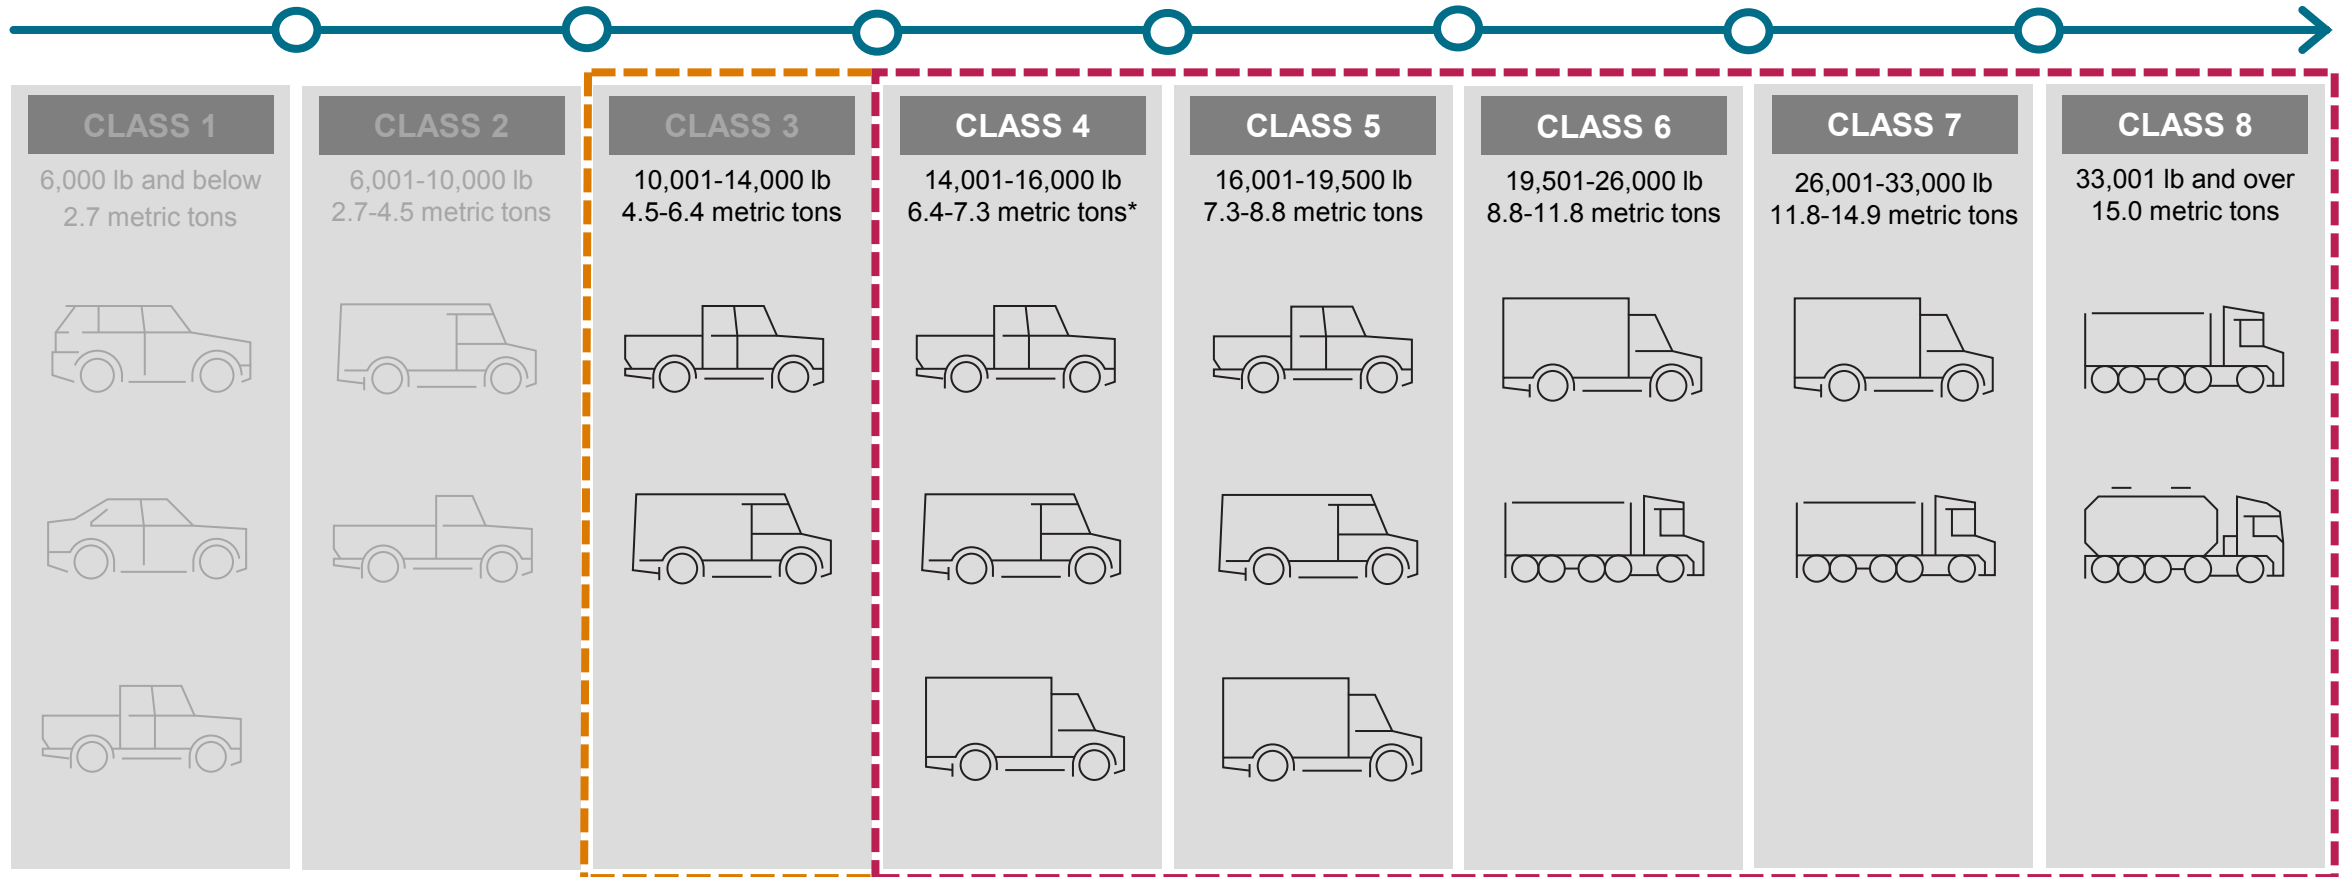 CLASS 1
6,000 lb and below
2.7 metric tons
CLASS 2
6,001-10,000 lb
2.7-4.5 metric tons
CLASS 3
10,001-14,000 lb
4.5-6.4 metric tons
CLASS 4
14,001-16,000 lb
6.4-7.3 metric tons*
CLASS 5
16,001-19,500 lb
7.3-8.8 metric tons
CLASS 6
19,501-26,000 lb
8.8-11.8 metric tons
CLASS 7
26,001-33,000 lb
11.8-14.9 metric tons
CLASS 8
33,001 lb and over
15.0 metric tons